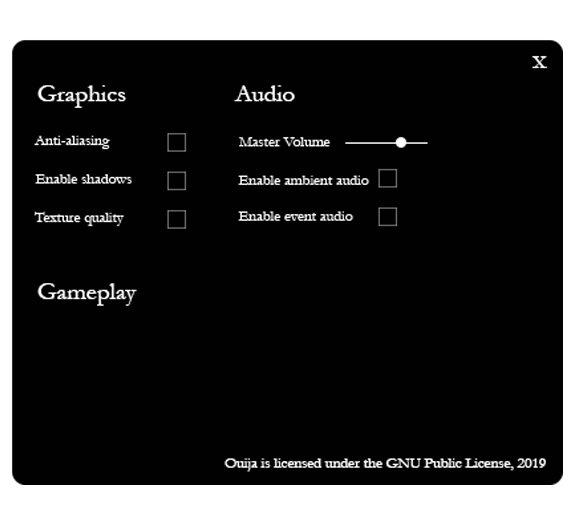 X
Graphics
Anti-aliasing
Enable shadows
Texture quality
Audio
Master Volume
Enable ambient audio
Enable event audio
Gameplay
Ouija is licensed under the GNU Public License, 2019